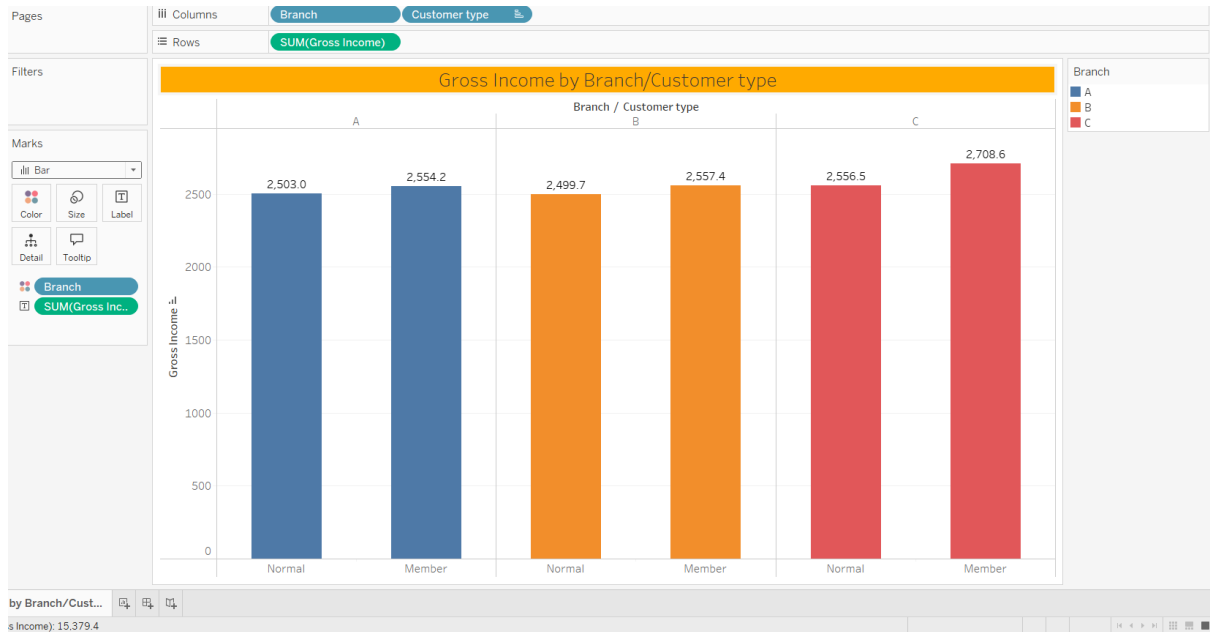 Pages
Columns
Branch
Customer type
Rows
SUM(Gross Income)
Filters
Marks
Bar
Color
Size
Label
Detail
Tooltip
Branch
SUM(Gross Inc..
Gross Income by Branch/Customer type
Branch / Customer type
A
B
C
Gross Income
2500
2000
1500
1000
500
0
2,503.0
2,554.2
2,499.7
2,557.4
2,556.5
2,708.6
Normal
Member
Normal
Member
Normal
Member
Branch
A
B
C
by Branch/Cust...
s Income): 15,379.4